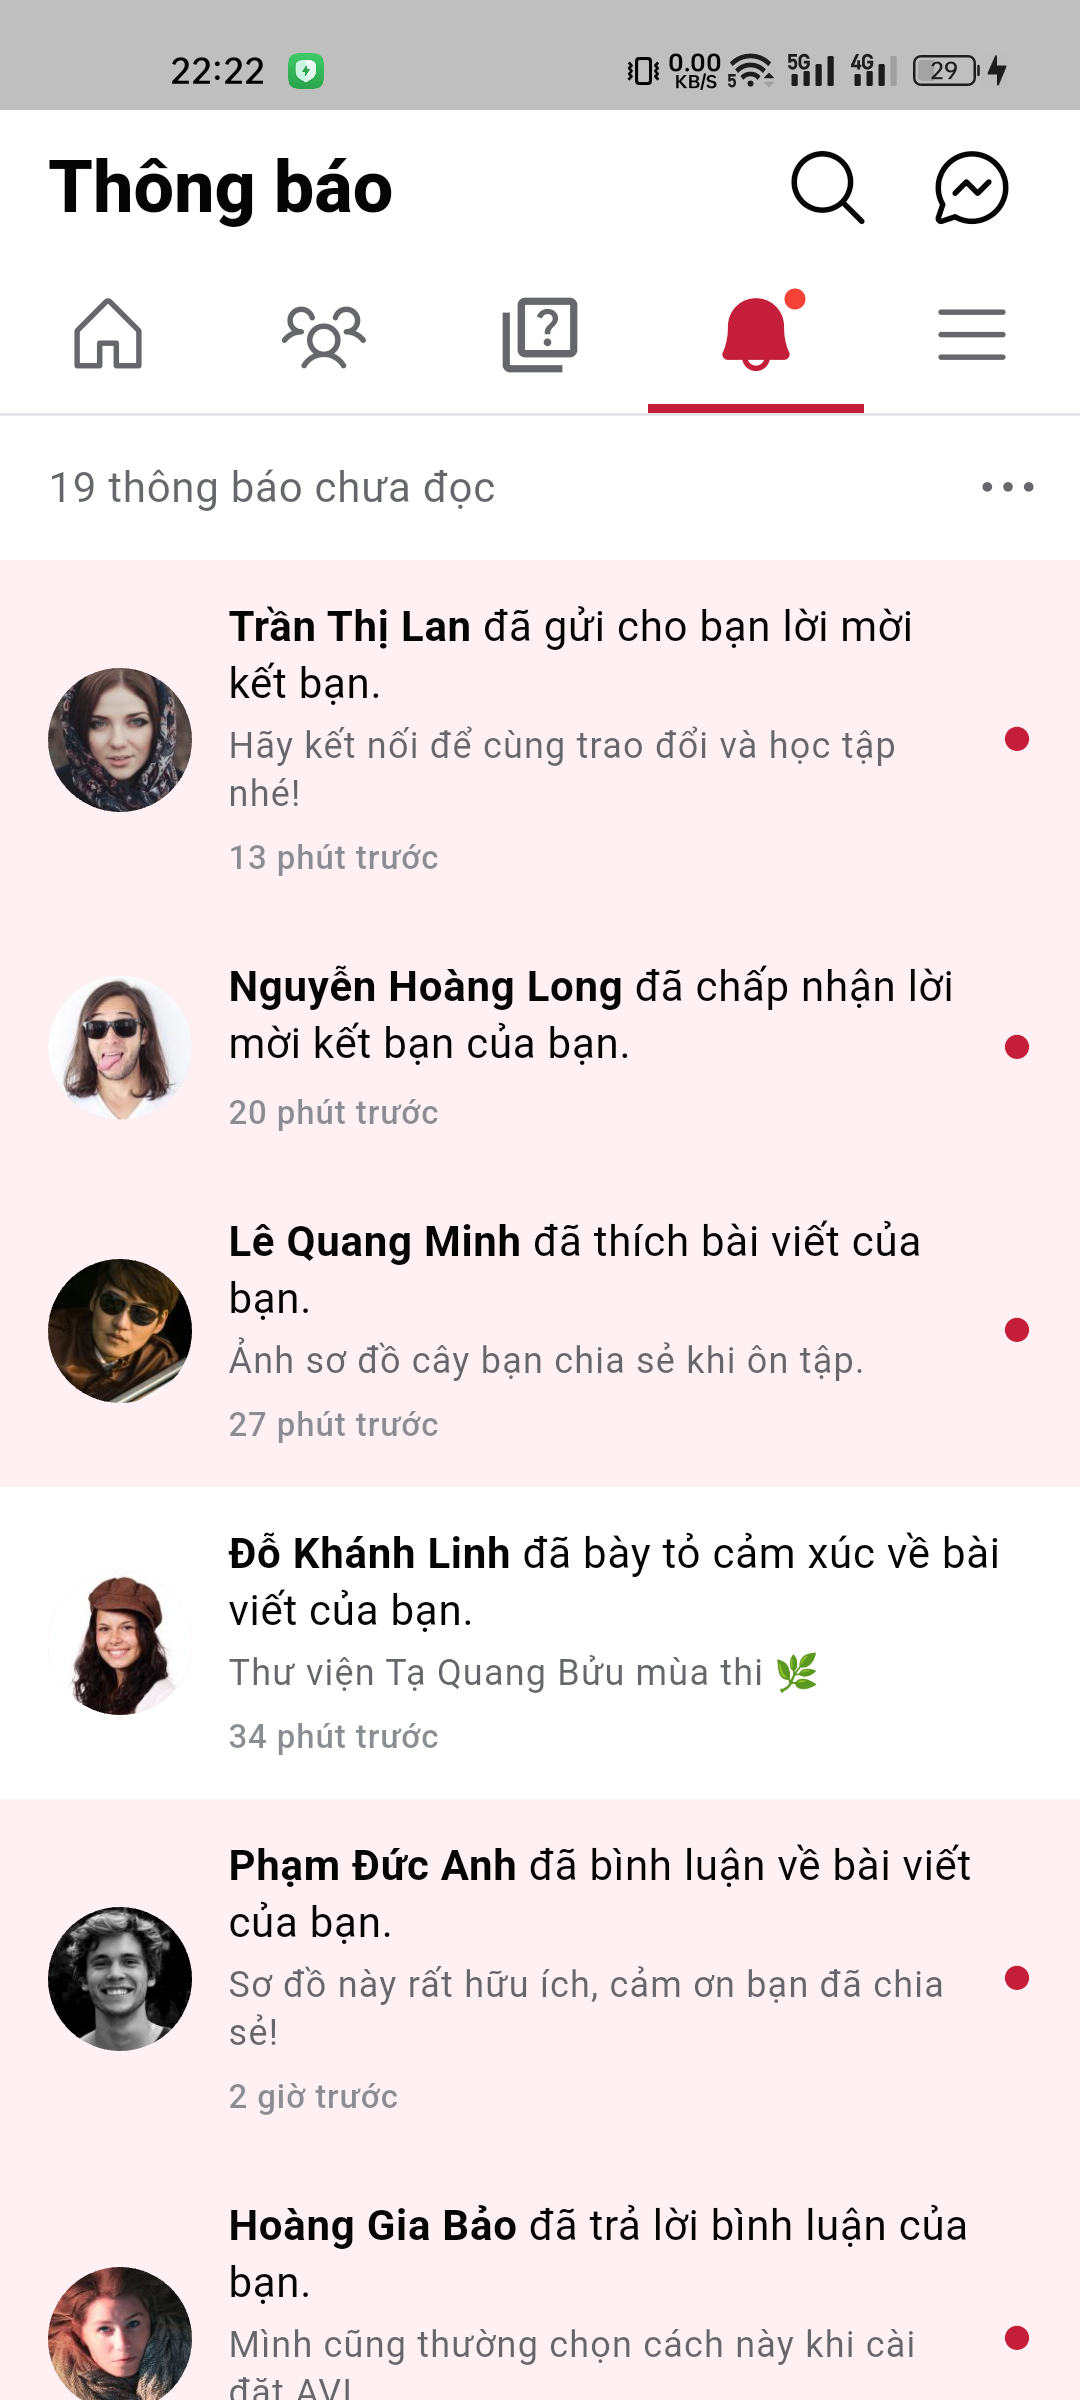 22:22
0.00
KB/S
5
5G
4G
29
Thông báo
?
19 thông báo chưa đọc
Trần Thị Lan đã gửi cho bạn lời mời
kết bạn.
Hãy kết nối để cùng trao đổi và học tập
nhé!
13 phút trước
Nguyễn Hoàng Long đã chấp nhận lời
mời kết bạn của bạn.
20 phút trước
Lê Quang Minh đã thích bài viết của
bạn.
Ảnh sơ đồ cây bạn chia sẻ khi ôn tập.
27 phút trước
Đỗ Khánh Linh đã bày tỏ cảm xúc về bài
viết của bạn.
Thư viện Tạ Quang Bửu mùa thi 🌿
34 phút trước
Phạm Đức Anh đã bình luận về bài viết
của bạn.
Sơ đồ này rất hữu ích, cảm ơn bạn đã chia
sẻ!
2 giờ trước
Hoàng Gia Bảo đã trả lời bình luận của
bạn.
Mình cũng thường chọn cách này khi cài
đặt AVL